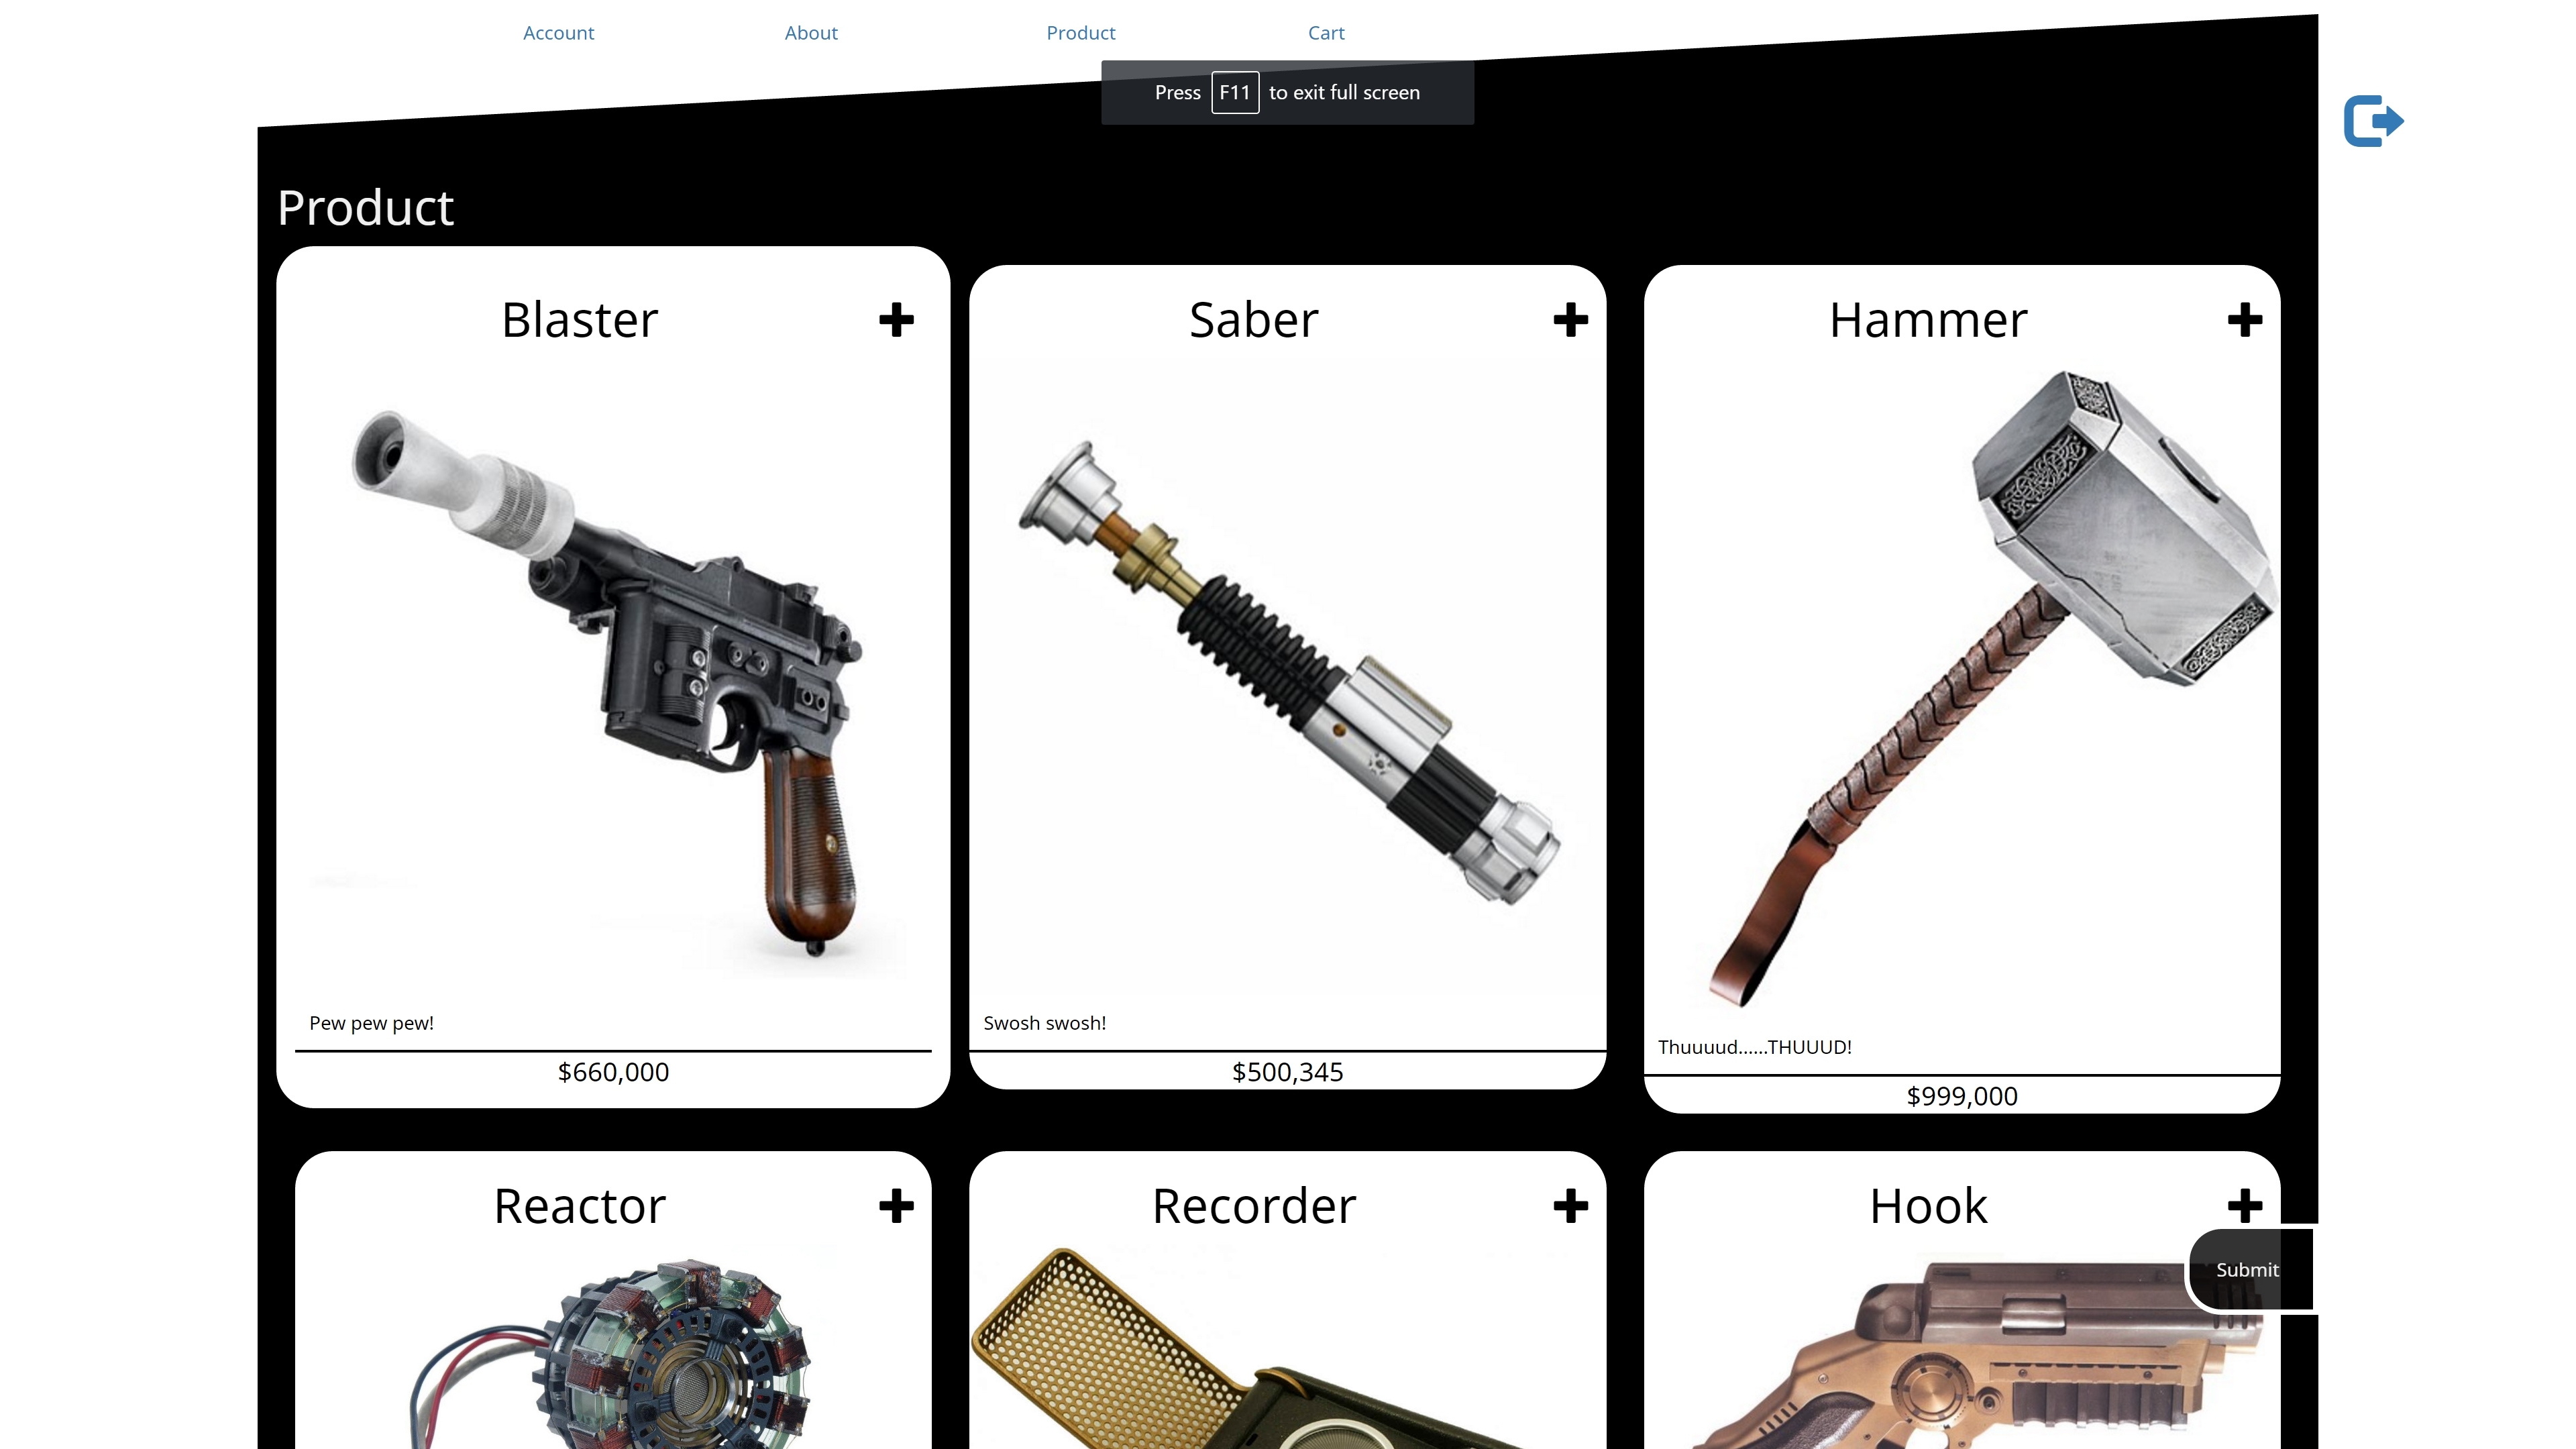 Account About Product Cart
Press F11 to exit full screen
Product
Blaster
Saber
Hammer
Pew pew pew!
Swosh swosh!
Thuuuud......THUUUD!
$660,000
$500,345
$999,000
Reactor
Recorder
Hook
Submit